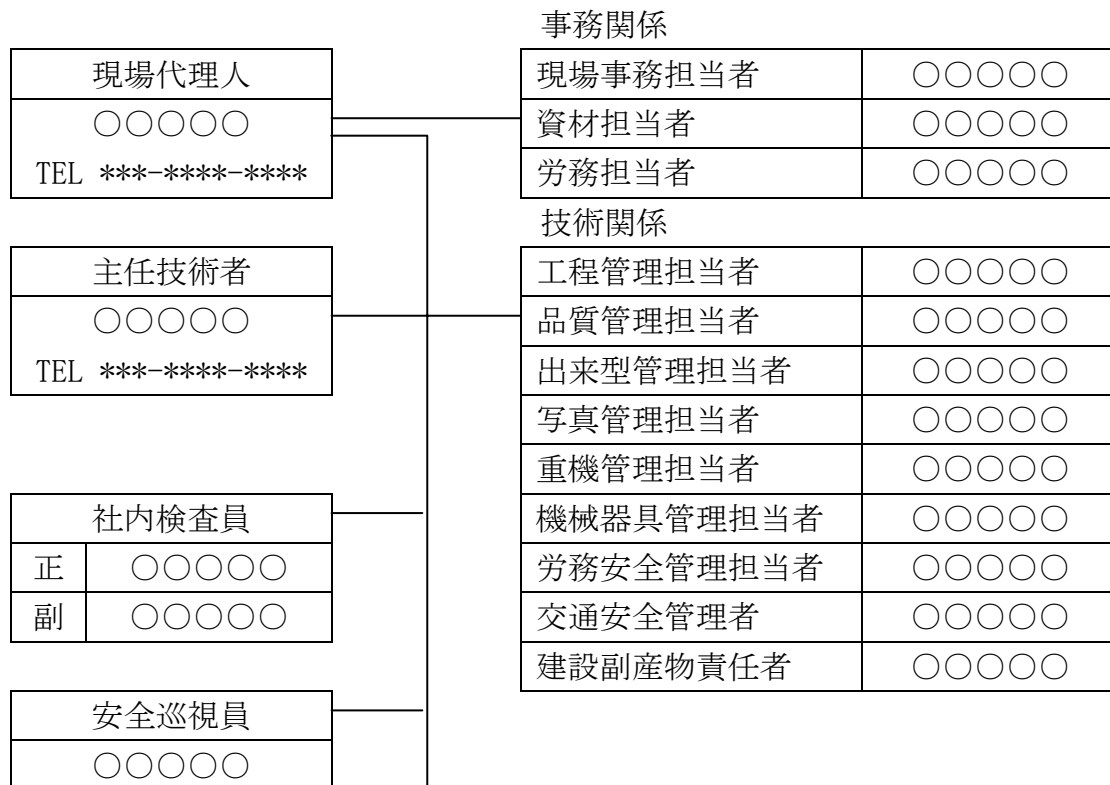 現場代理人
○○○○○
TEL ***-****-****
主任技術者
○○○○○
TEL ***-****-****
社内検査員
正 ○○○○○
副 ○○○○○
安全巡視員
○○○○○
事務関係
現場事務担当者 ○○○○○
資材担当者 ○○○○○
労務担当者 ○○○○○
技術関係
工程管理担当者 ○○○○○
品質管理担当者 ○○○○○
出来型管理担当者 ○○○○○
写真管理担当者 ○○○○○
重機管理担当者 ○○○○○
機械器具管理担当者 ○○○○○
労務安全管理担当者 ○○○○○
交通安全管理者 ○○○○○
建設副産物責任者 ○○○○○